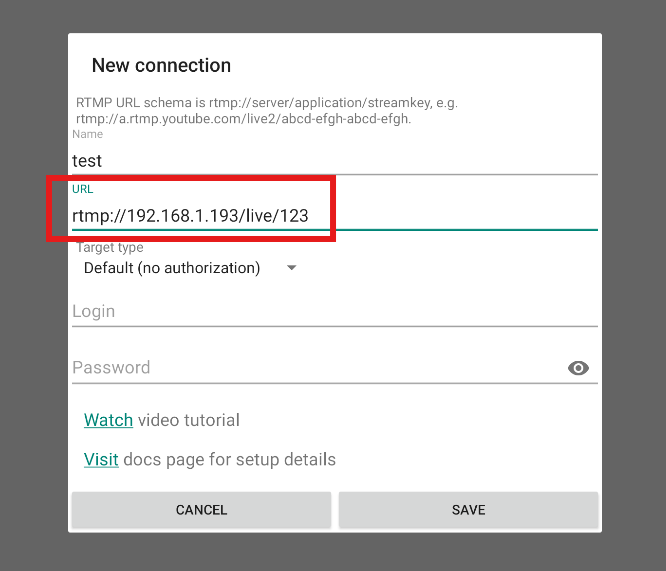 New connection
RTMP URL schema is rtmp://server/application/streamkey, e.g.
rtmp://a.rtmp.youtube.com/live2/abcd-efgh-abcd-efgh.
Name
test
URL
rtmp://192.168.1.193/live/123
Target type
Default (no authorization)
Login
Password
Watch video tutorial
Visit docs page for setup details
CANCEL SAVE